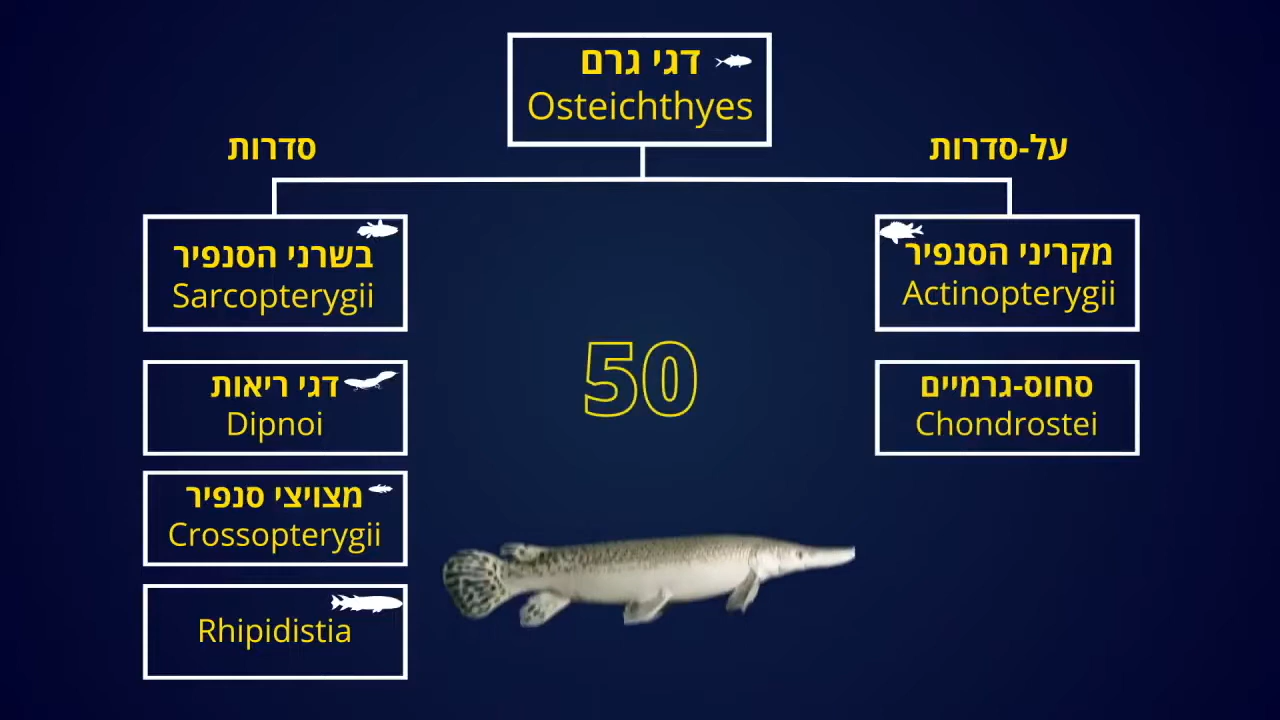 דגי גרם
Osteichthyes
על-סדרות
סדרות
מקריני הסנפיר
Actinopterygii
בשרני הסנפיר
Sarcopterygii
50
סחוס-גרמיים
Chondrostei
דגי ריאות
Dipnoi
מצויצי סנפיר
Crossopterygii
Rhipidistia